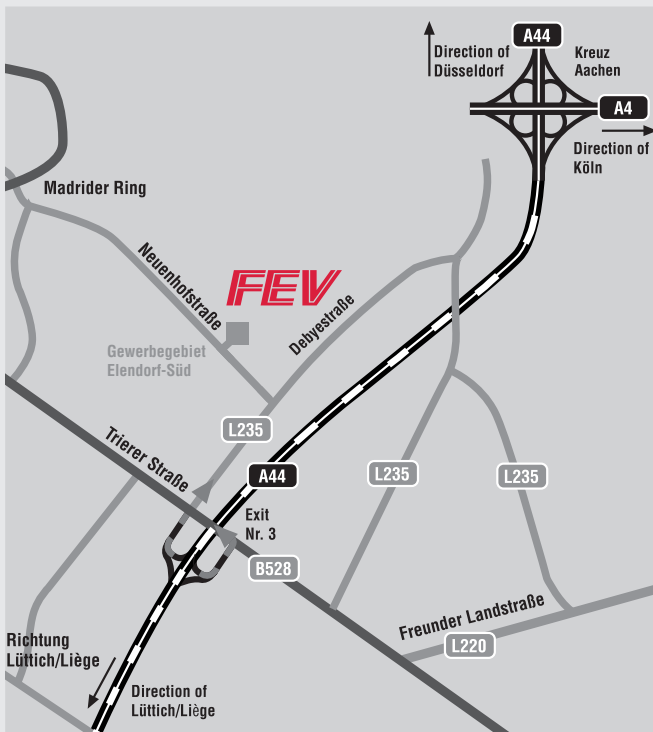 A44
Direction of
Düsseldorf
Kreuz
Aachen
A4
Direction of
Köln
Madrider Ring
Neuenhofstraße
FEV
Debyestraße
Gewerbegebiet
Elendorf-Süd
L235
Trierer Straße
A44
L235
L235
Exit
Nr. 3
B528
Freunder Landstraße
L220
Richtung
Lüttich/Liège
Direction of
Lüttich/Liège